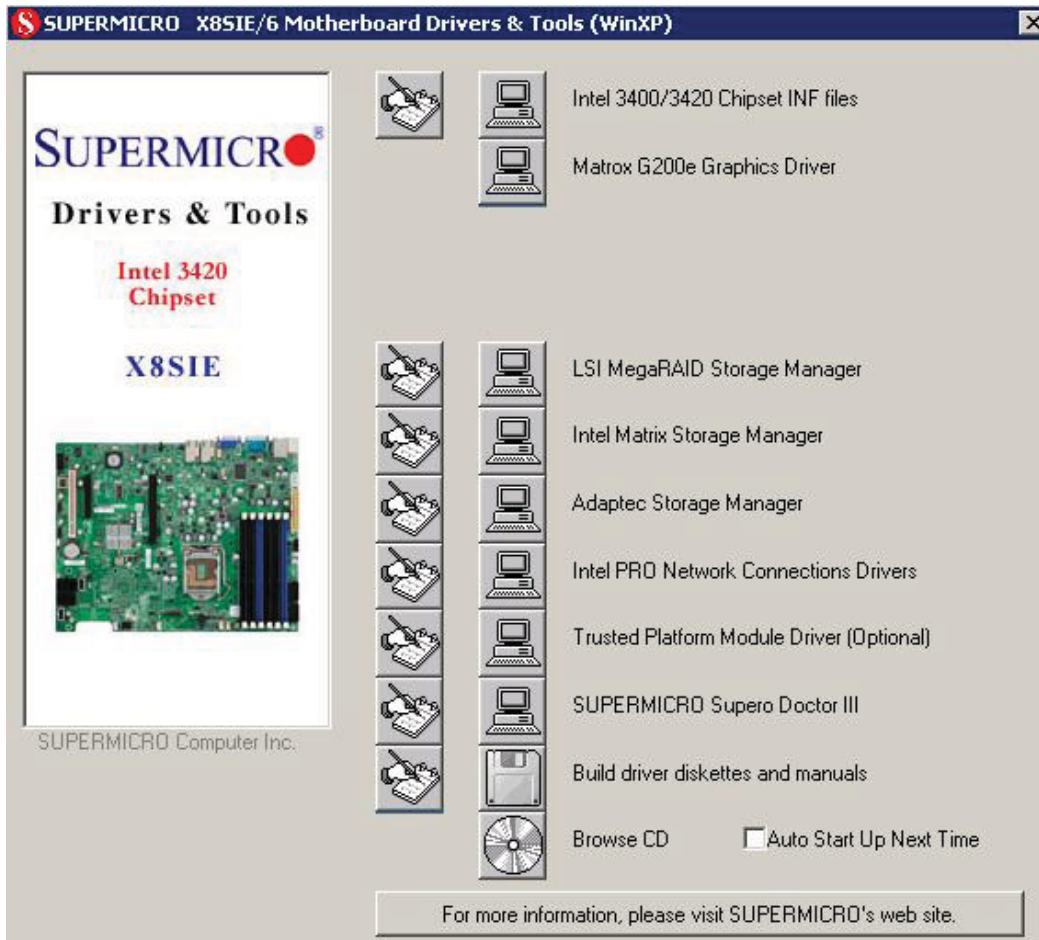 SUPERMICRO X8SIE/6 Motherboard Drivers & Tools (WinXP)
SUPERMICRO®
Drivers & Tools
Intel 3420
Chipset
X8SIE
SUPERMICRO Computer Inc.
Intel 3400/3420 Chipset INF files
Matrox G200e Graphics Driver
LSI MegaRAID Storage Manager
Intel Matrix Storage Manager
Adaptec Storage Manager
Intel PRO Network Connections Drivers
Trusted Platform Module Driver (Optional)
SUPERMICRO Supero Doctor III
Build driver diskettes and manuals
Browse CD
Auto Start Up Next Time
For more information, please visit SUPERMICRO's web site.